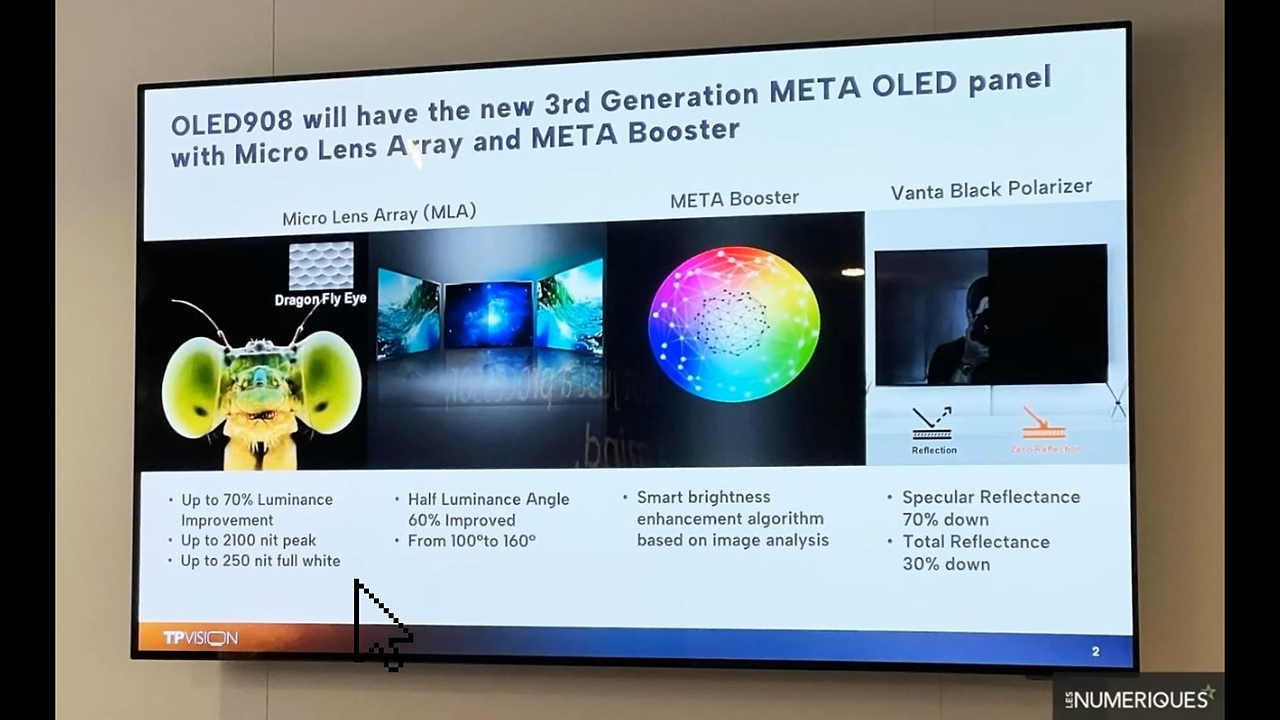 OLED908 will have the new 3rd Generation META OLED panel
with Micro Lens Array and META Booster
Micro Lens Array (MLA)
META Booster
Vanta Black Polarizer
Dragon Fly Eye
Reflection
Zero-Reflection
• Up to 70% Luminance
Improvement
• Up to 2100 nit peak
• Up to 250 nit full white
• Half Luminance Angle
60% Improved
• From 100°to 160°
• Smart brightness
enhancement algorithm
based on image analysis
• Specular Reflectance
70% down
• Total Reflectance
30% down
TPVISION
2
LES NUMERIQUES